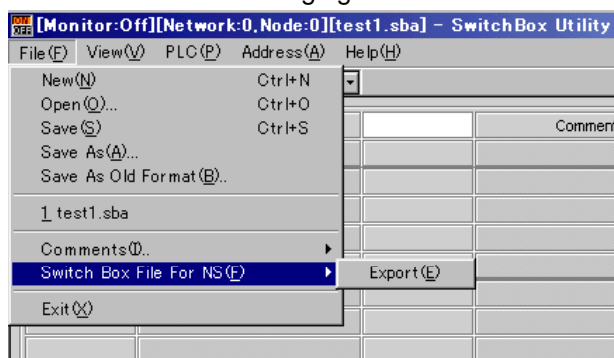 [Monitor:Off][Network:0,Node:0][test1.sba] - SwitchBox Utility
File(F) View(V) PLC(P) Address(A) Help(H)
New(N) Ctrl+N
Open(O)... Ctrl+O
Save(S) Ctrl+S
Save As(A)...
Save As Old Format(B)..
1 test1.sba
Comments(I)..
Switch Box File For NS(F) Export(E)
Exit(X)
Commen